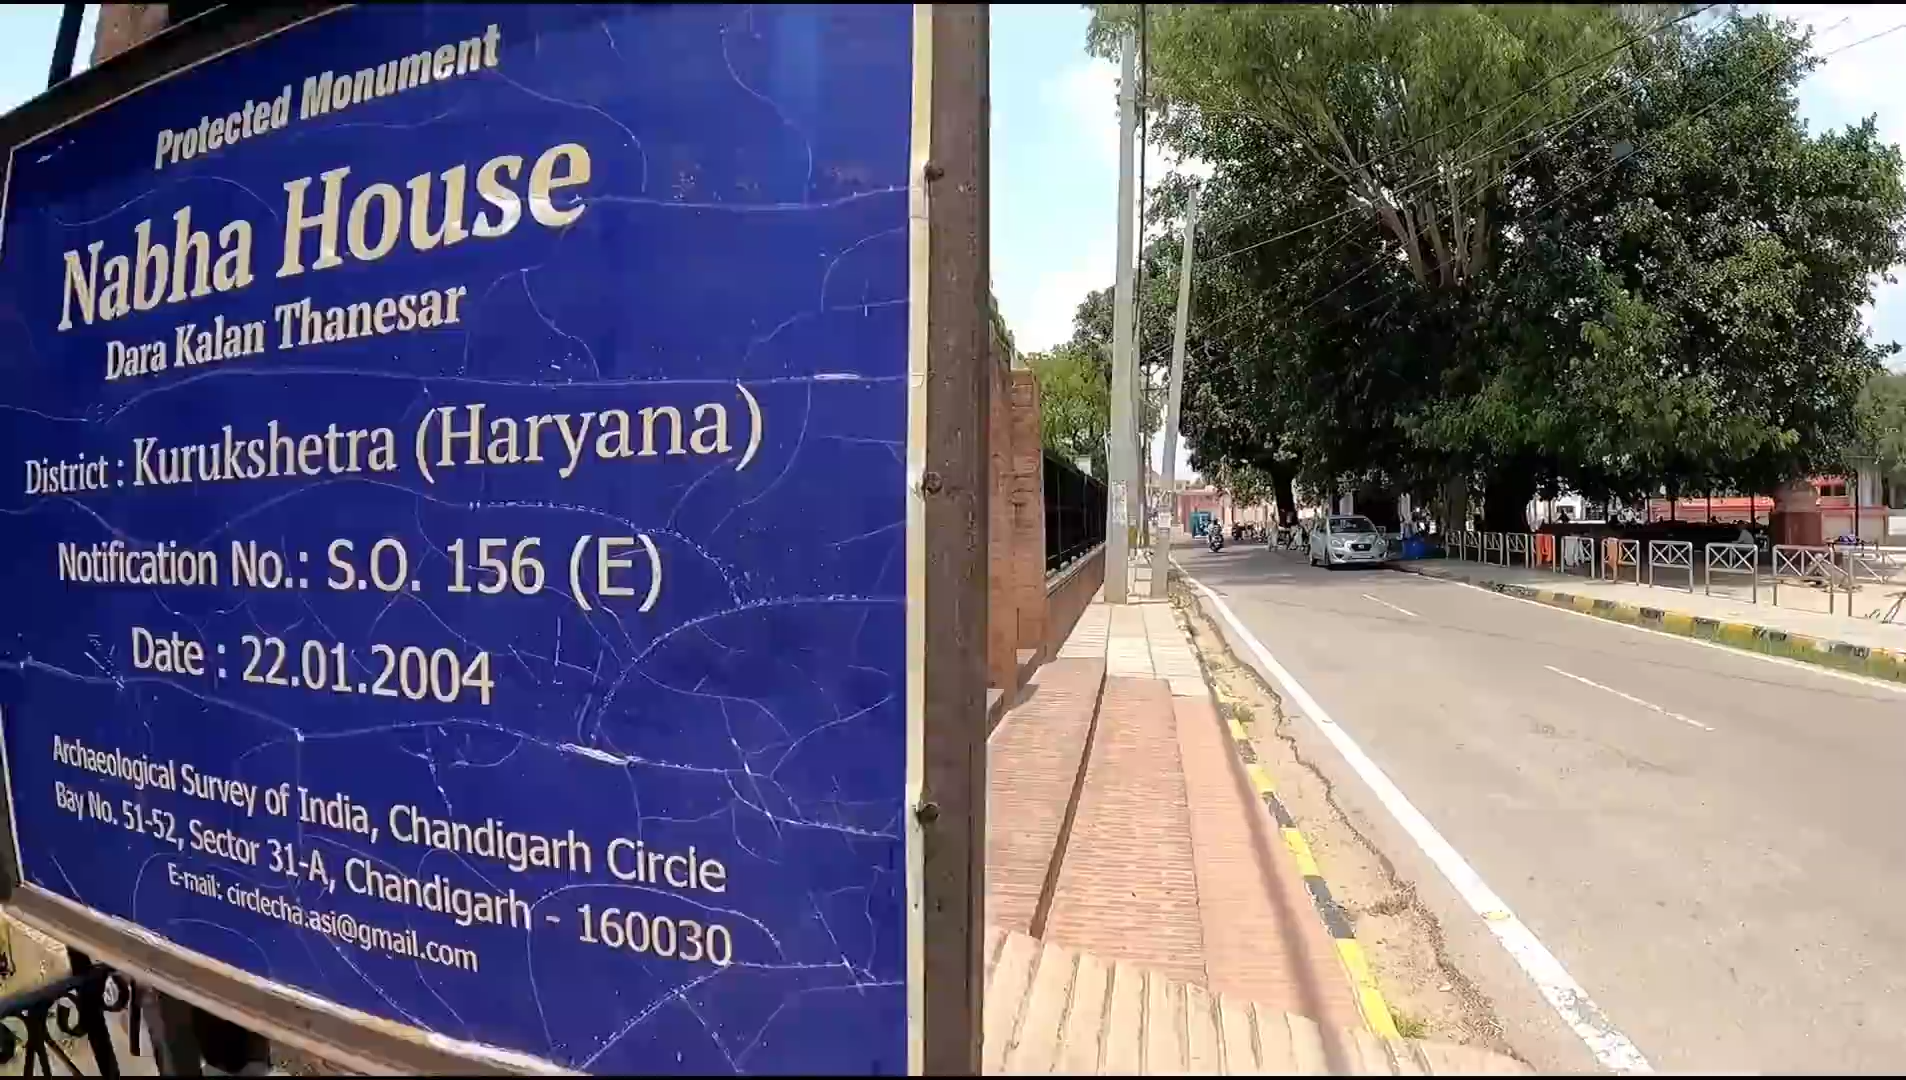 Protected Monument
Nabha House
Dara Kalan Thanesar
District : Kurukshetra (Haryana)
Notification No.: S.O. 156 (E)
Date : 22.01.2004
Archaeological Survey of India, Chandigarh Circle
Bay No. 51-52, Sector 31-A, Chandigarh - 160030
E-mail: circlecha.asi@gmail.com